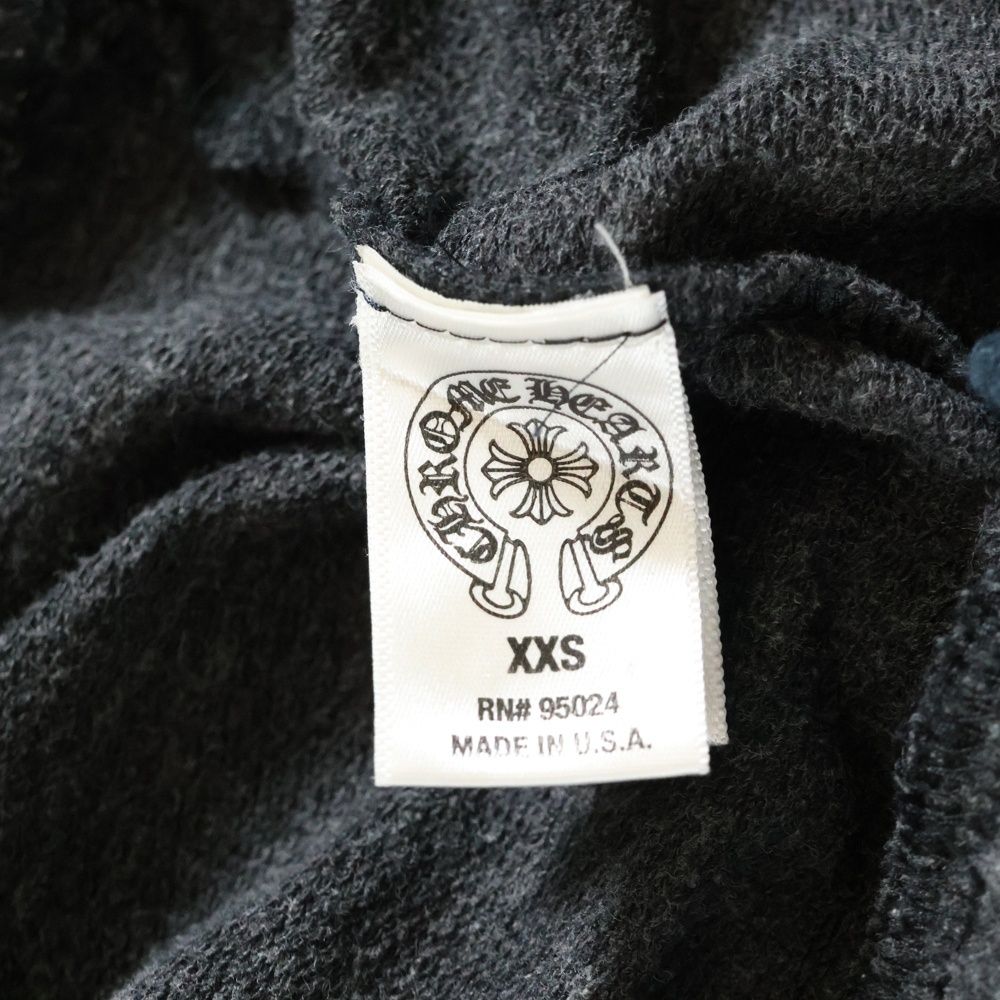 CHROME HEARTS
XXS
RN# 95024
MADE IN U.S.A.